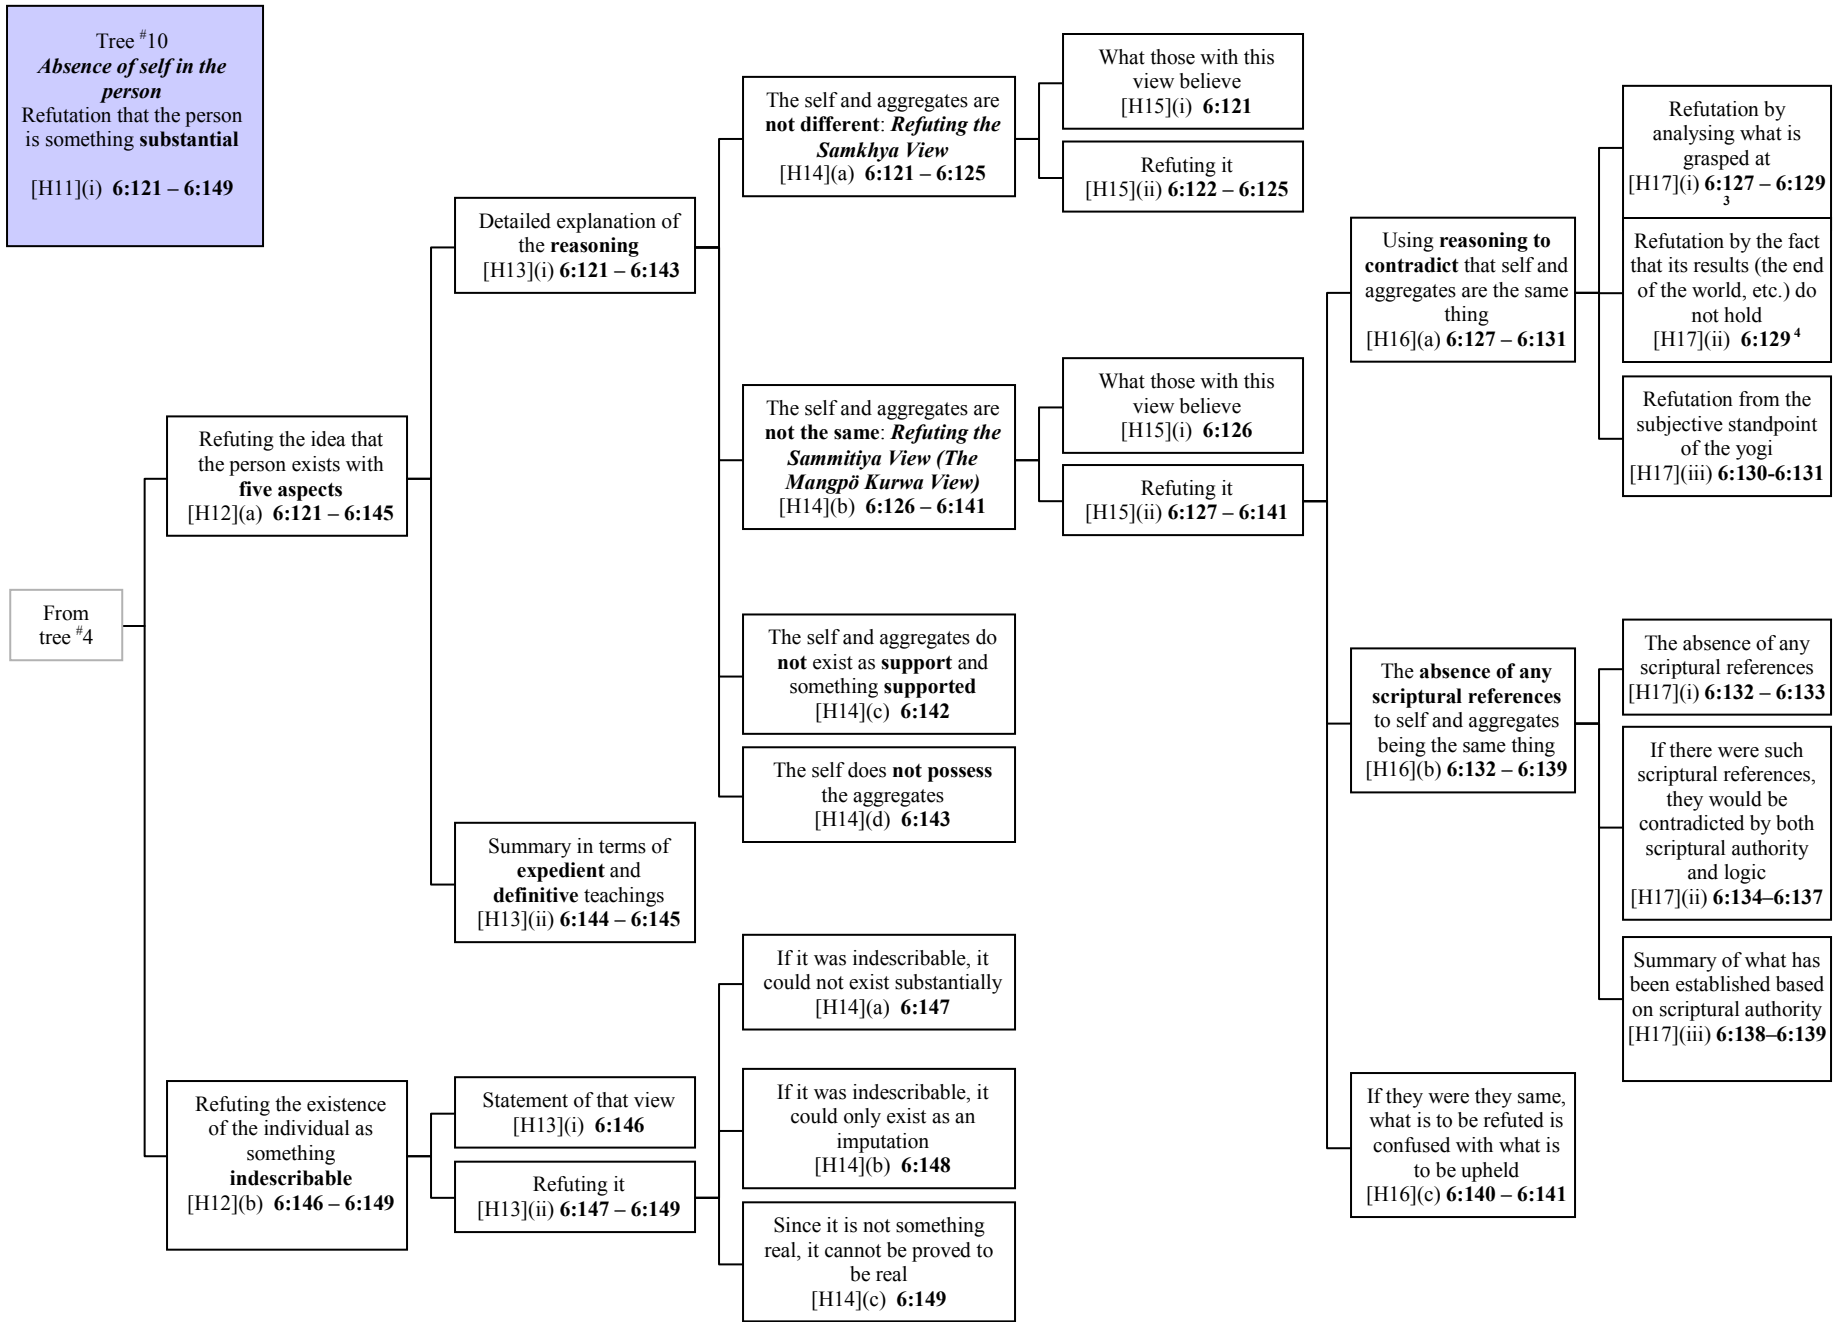 Tree #10
Absence of self in the
person
Refutation that the person
is something substantial
[H11](i) 6:121 – 6:149
From
tree #4
Refuting the idea that
the person exists with
five aspects
[H12](a) 6:121 – 6:145
Refuting the existence
of the individual as
something
indescribable
[H12](b) 6:146 – 6:149
Detailed explanation of
the reasoning
[H13](i) 6:121 – 6:143
Summary in terms of
expedient and
definitive teachings
[H13](ii) 6:144 – 6:145
Statement of that view
[H13](i) 6:146
Refuting it
[H13](ii) 6:147 – 6:149
The self and aggregates are
not different: Refuting the
Samkhya View
[H14](a) 6:121 – 6:125
The self and aggregates are
not the same: Refuting the
Sammitiya View (The
Mangpö Kurwa View)
[H14](b) 6:126 – 6:141
The self and aggregates do
not exist as support and
something supported
[H14](c) 6:142
The self does not possess
the aggregates
[H14](d) 6:143
If it was indescribable, it
could not exist substantially
[H14](a) 6:147
If it was indescribable, it
could only exist as an
imputation
[H14](b) 6:148
Since it is not something
real, it cannot be proved to
be real
[H14](c) 6:149
What those with this
view believe
[H15](i) 6:121
Refuting it
[H15](ii) 6:122 – 6:125
What those with this
view believe
[H15](i) 6:126
Refuting it
[H15](ii) 6:127 – 6:141
Using reasoning to
contradict that self and
aggregates are the same
thing
[H16](a) 6:127 – 6:131
The absence of any
scriptural references
to self and aggregates
being the same thing
[H16](b) 6:132 – 6:139
If they were they same,
what is to be refuted is
confused with what is
to be upheld
[H16](c) 6:140 – 6:141
Refutation by
analysing what is
grasped at
[H17](i) 6:127 – 6:129
3
Refutation by the fact
that its results (the end
of the world, etc.) do
not hold
[H17](ii) 6:129 4
Refutation from the
subjective standpoint
of the yogi
[H17](iii) 6:130-6:131
The absence of any
scriptural references
[H17](i) 6:132 – 6:133
If there were such
scriptural references,
they would be
contradicted by both
scriptural authority
and logic
[H17](ii) 6:134–6:137
Summary of what has
been established based
on scriptural authority
[H17](iii) 6:138–6:139